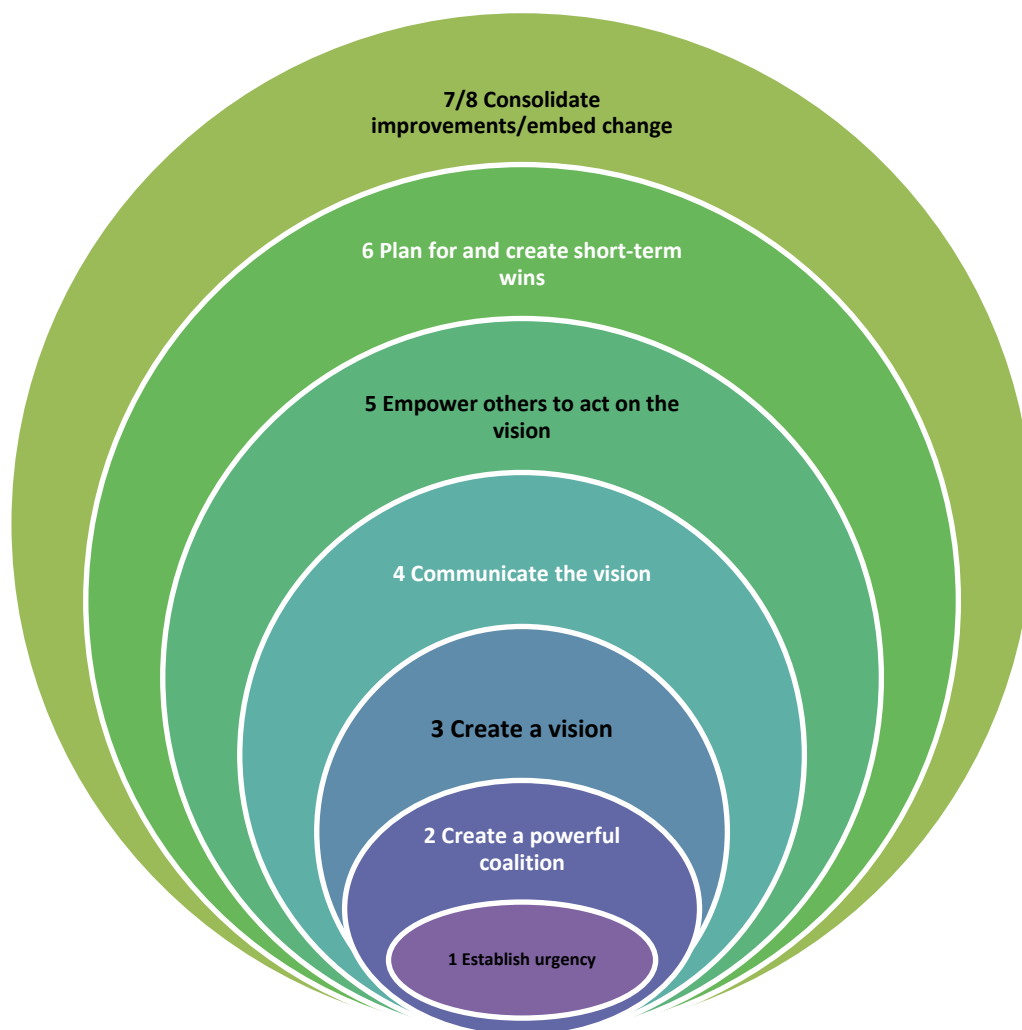 7/8 Consolidate
improvements/embed change
6 Plan for and create short-term
wins
5 Empower others to act on the
vision
4 Communicate the vision
3 Create a vision
2 Create a powerful
coalition
1 Establish urgency